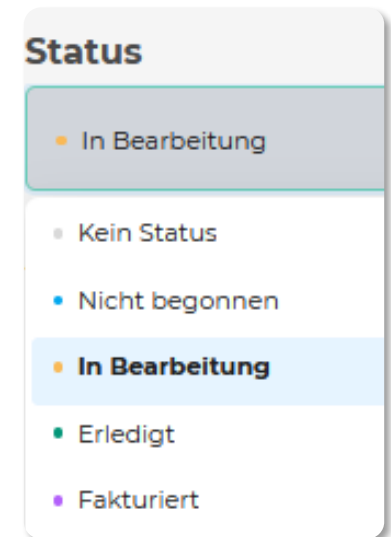 Status
In Bearbeitung
Kein Status
Nicht begonnen
In Bearbeitung
Erledigt
Fakturiert